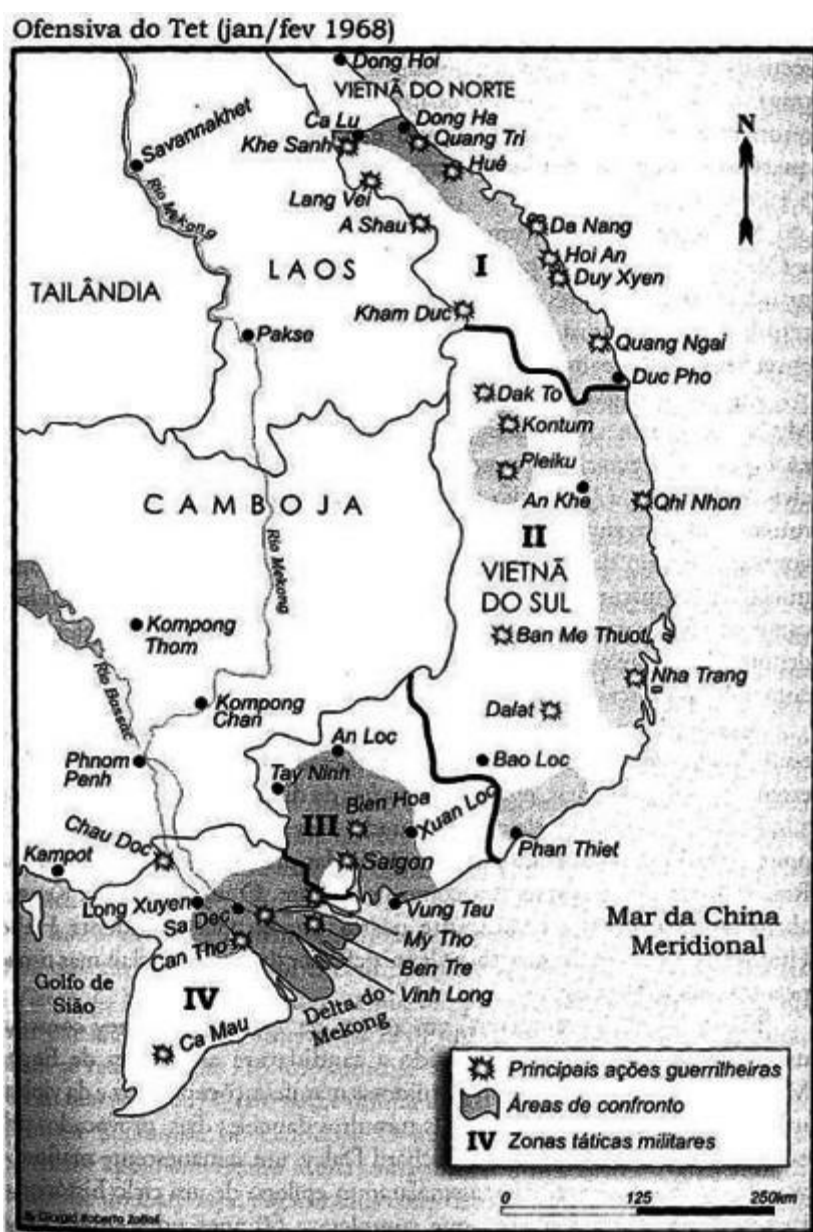 Ofensiva do Tet (jan/fev 1968)
Dong Hoi
VIETNÃ DO NORTE
N
Savannakhet
Ca Lu
Dong Ha
Khe Sanh
Quang Tri
Hué
Rio Mekong
Lang Vei
A Shau
Da Nang
Hoi An
Duy Xyen
LAOS
I
TAILÂNDIA
Kham Duc
Pakse
Quang Ngai
Duc Pho
Dak To
Kontum
Pleiku
An Khe
Qhi Nhon
CAMBOJA
Rio Mekong
II
VIETNÃ
DO SUL
Kompong
Thom
Ban Me Thuot
Rio Bassac
Nha Trang
Kompong
Chan
Dalat
An Loc
Phnom
Penh
Bao Loc
Tay Ninh
Bien Hoa
Xuan Loc
III
Chau Doc
Phan Thiet
Kampot
Saigon
Long Xuyen
Vung Tau
Sa Dec
My Tho
Mar da China
Meridional
Can Tho
Ben Tre
Golfo de
Sião
IV
Vinh Long
Delta do
Mekong
Ca Mau
Principais ações guerrilheiras
Áreas de confronto
IV Zonas táticas militares
0 125 250km